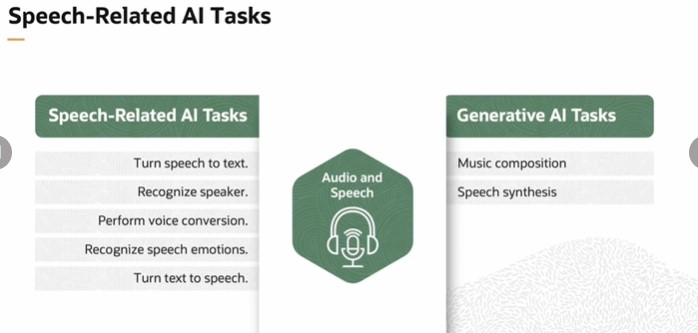 Speech-Related AI Tasks
Speech-Related AI Tasks
Turn speech to text.
Recognize speaker.
Perform voice conversion.
Recognize speech emotions.
Turn text to speech.
Audio and
Speech
Generative AI Tasks
Music composition
Speech synthesis